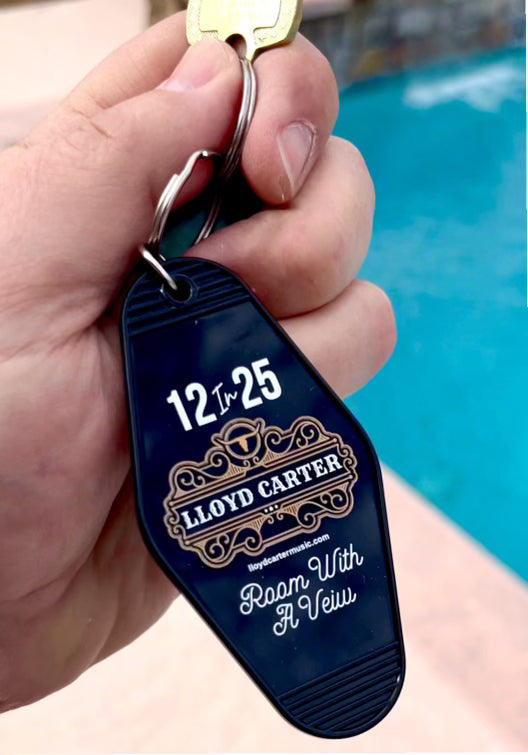 12 In 25
LLOYD CARTER
lloydcartermusic.com
Room With
A Veiw